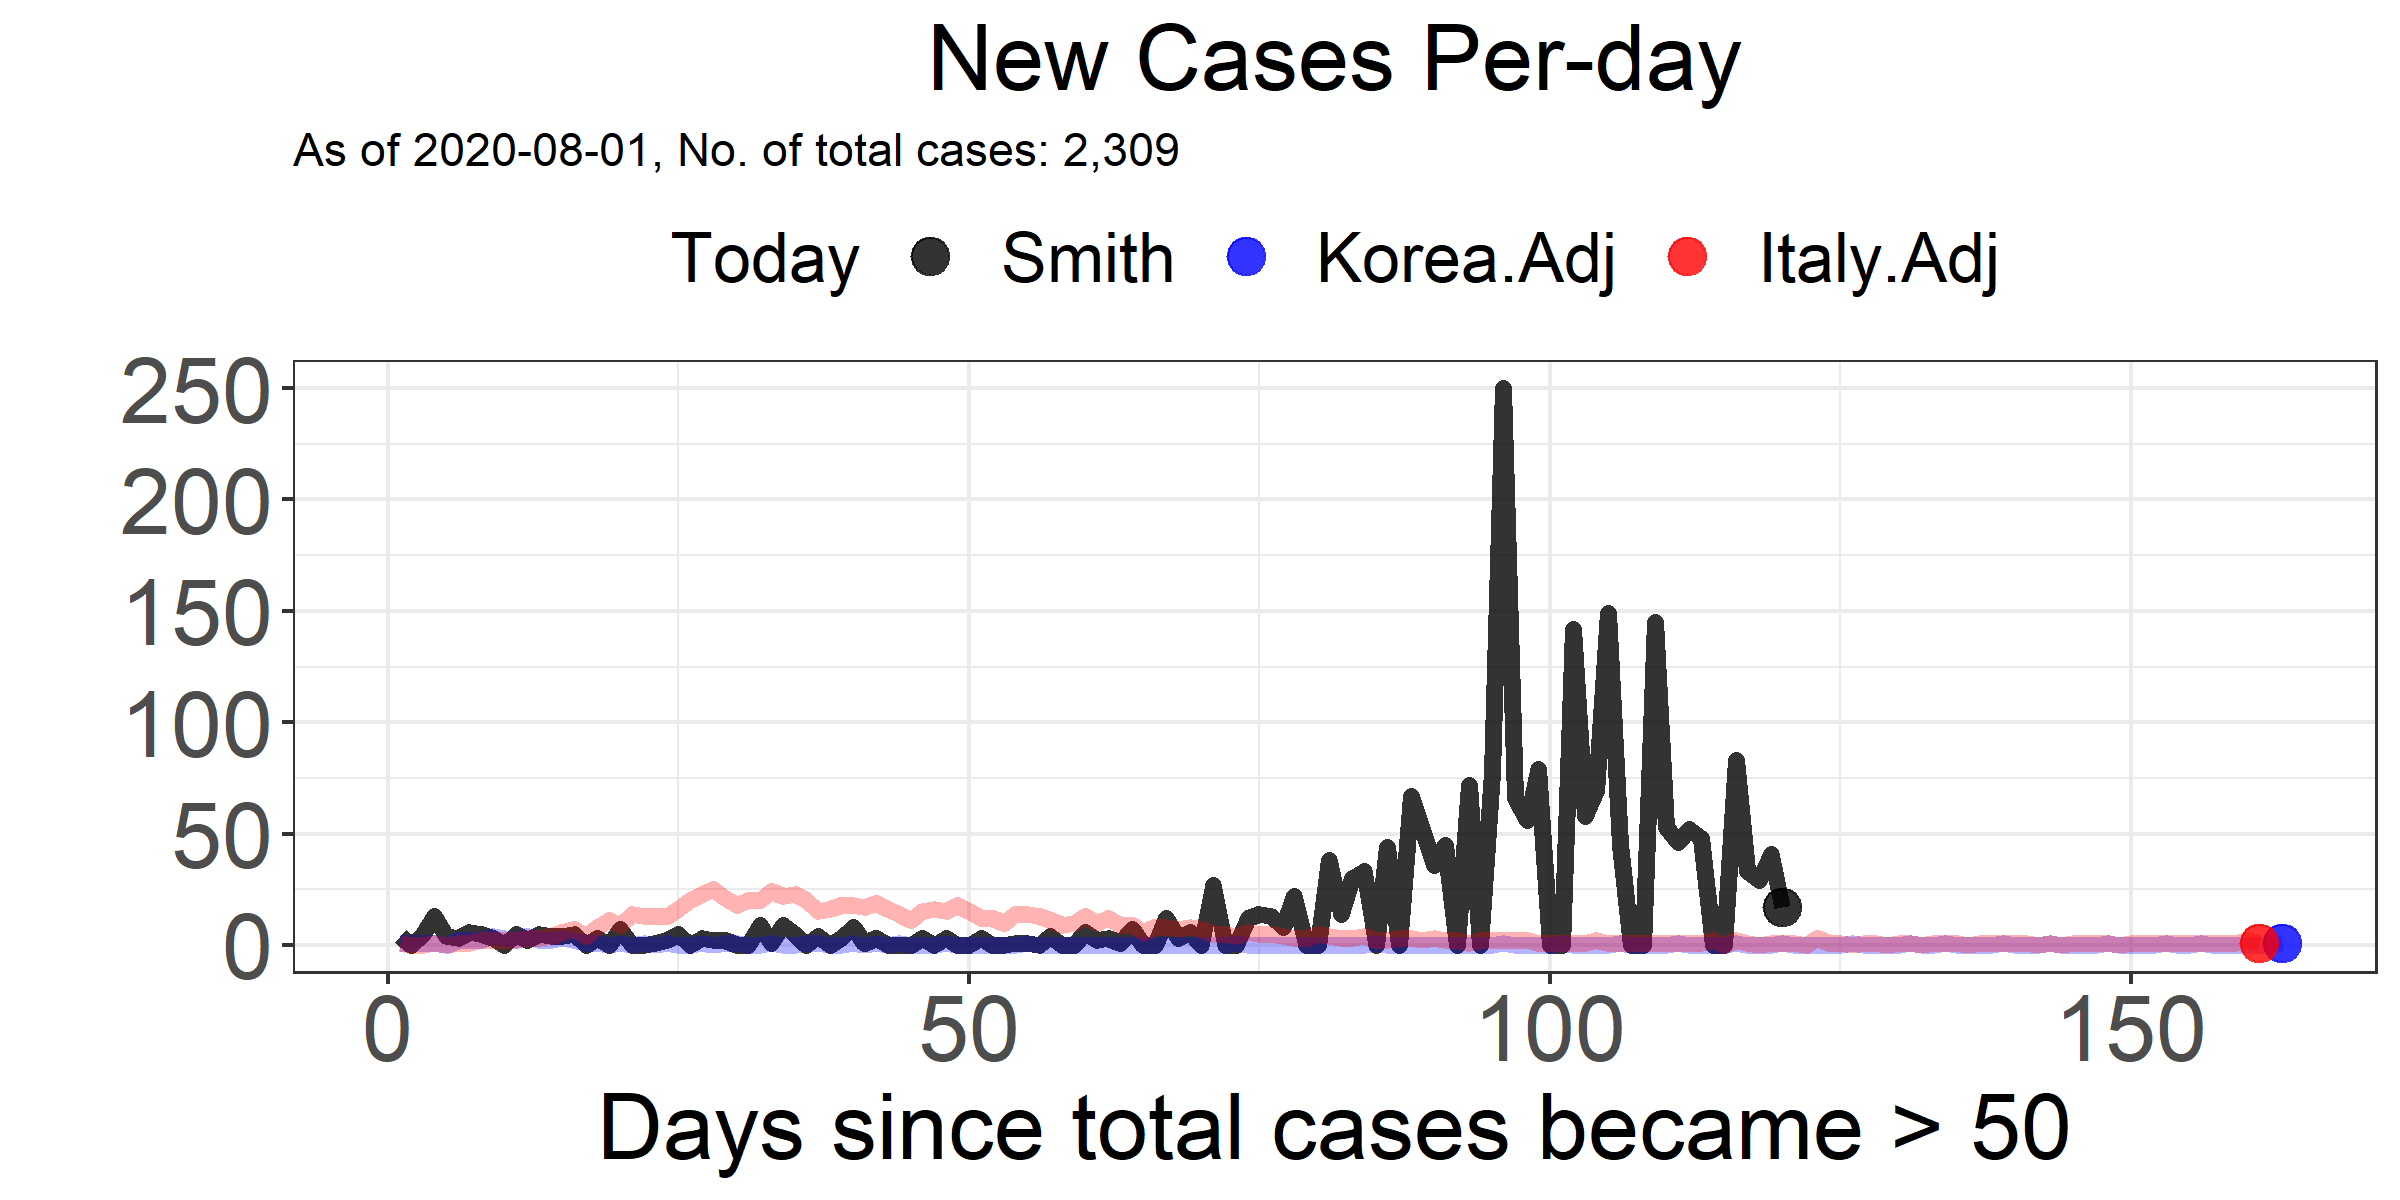 New Cases Per-day
As of 2020-08-01, No. of total cases: 2,309
Today Smith Korea.Adj Italy.Adj
250
200
150
100
50
0
0 50 100 150
Days since total cases became > 50